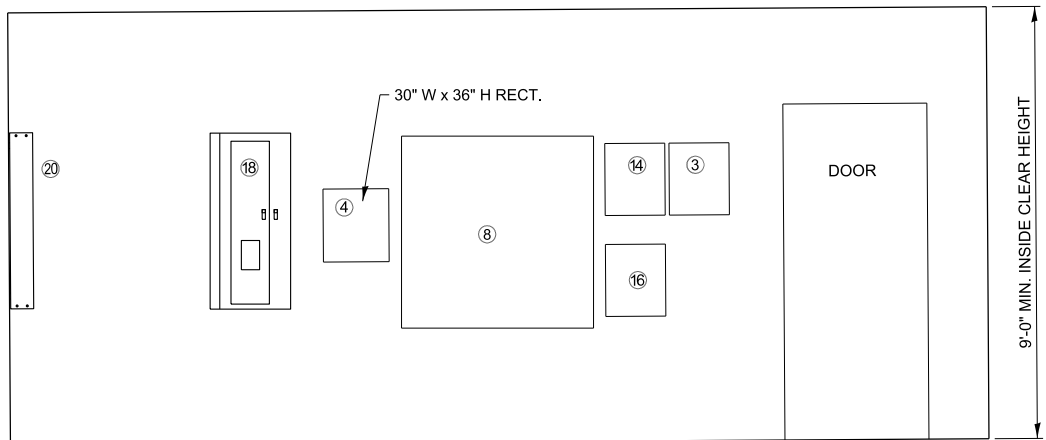 30" W x 36" H RECT.
20
18
4
8
14
3
16
DOOR
9'-0" MIN. INSIDE CLEAR HEIGHT